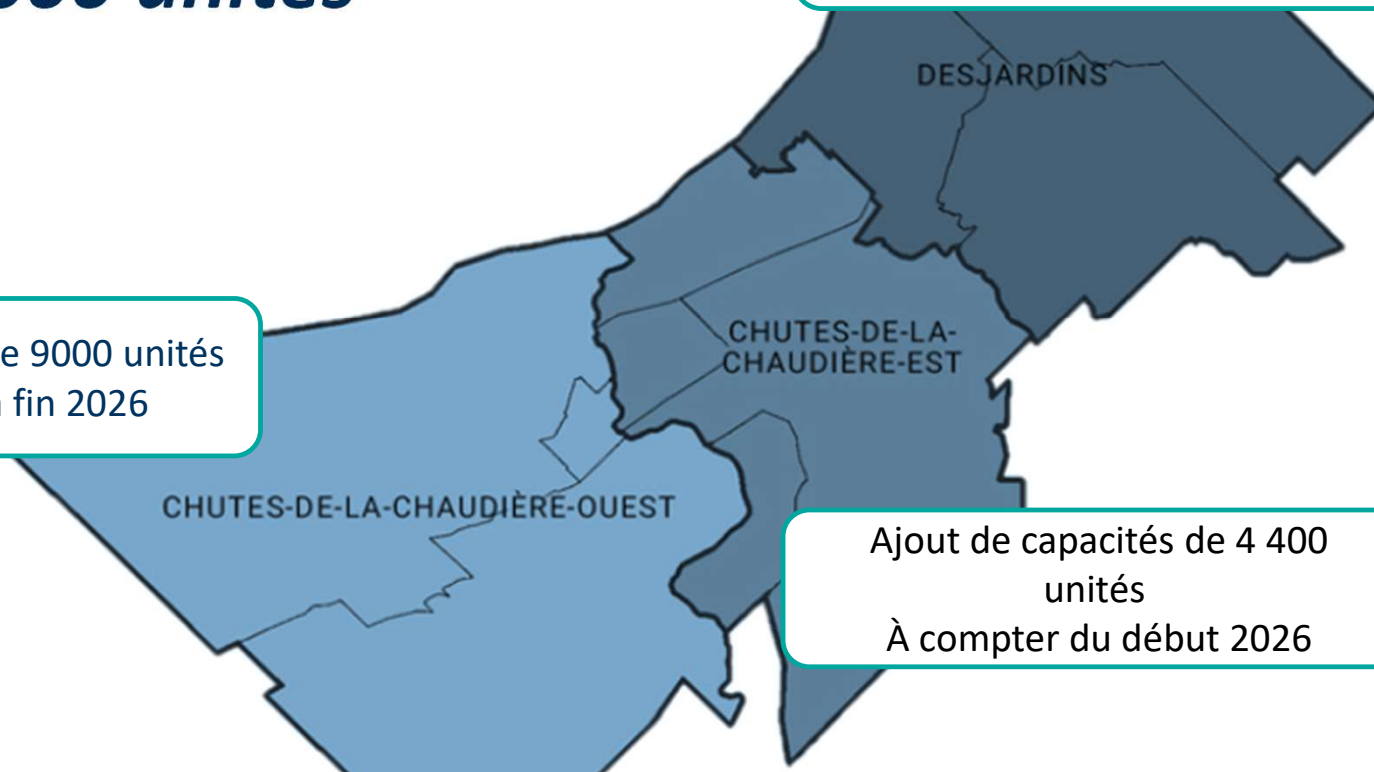 unités
DESJARDINS
CHUTES-DE-LA-
CHAUDIÈRE-EST
e 9000 unités
fin 2026
CHUTES-DE-LA-CHAUDIÈRE-OUEST
Ajout de capacités de 4 400
unités
À compter du début 2026